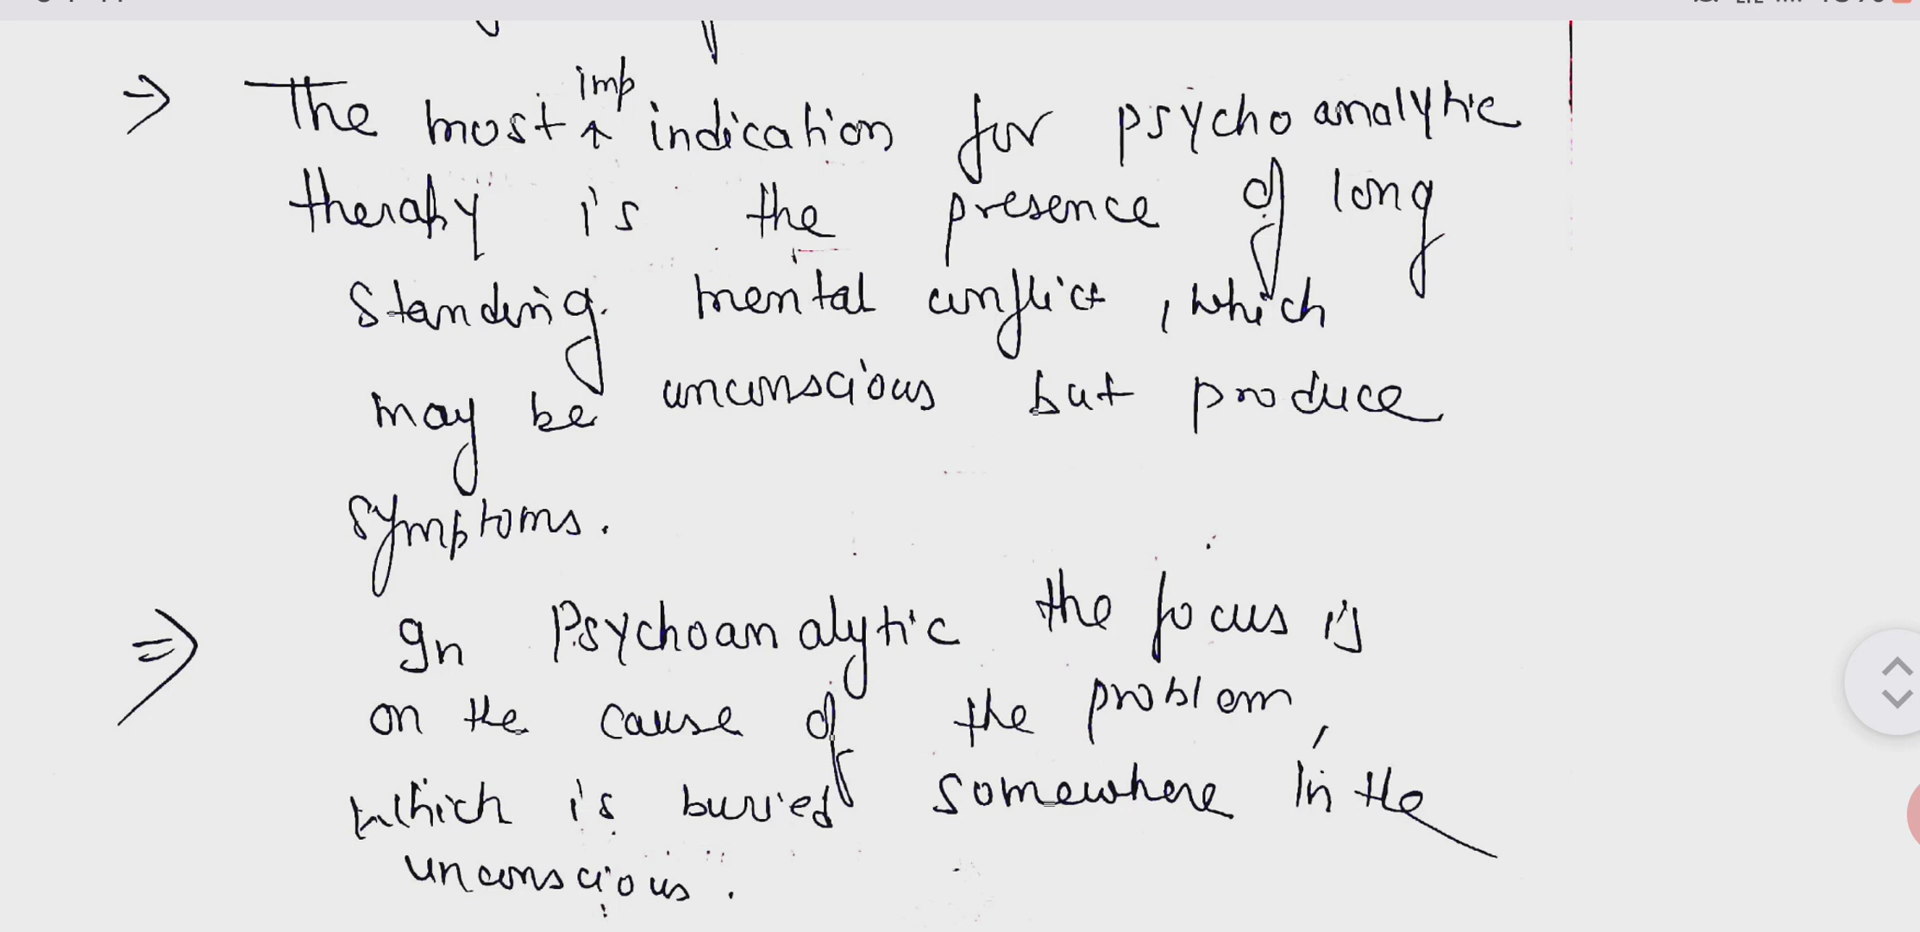 ⇒ The most imp indication for psycho analytic
therapy is the presence of long
standing mental conflict, which
may be unconscious but produce
symptoms.
⇒ In Psychoanalytic the focus is
on the cause of the problem,
which is buried somewhere in the
unconscious.